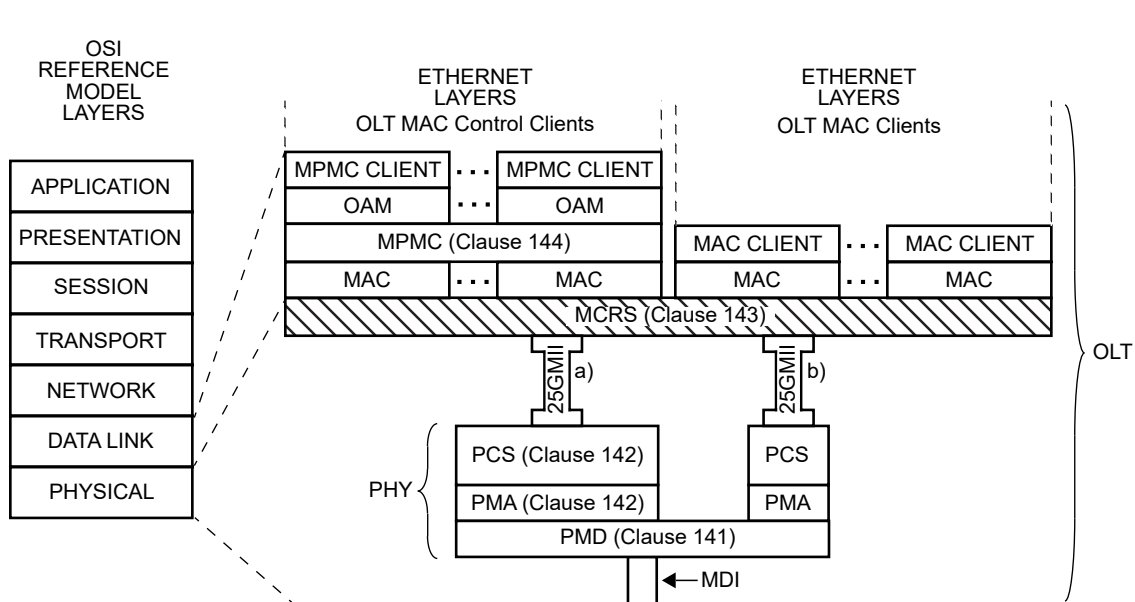 OSI
REFERENCE
MODEL
LAYERS
APPLICATION
PRESENTATION
SESSION
TRANSPORT
NETWORK
DATA LINK
PHYSICAL
ETHERNET
LAYERS
OLT MAC Control Clients
ETHERNET
LAYERS
OLT MAC Clients
MPMC CLIENT ... MPMC CLIENT
OAM ... OAM
MPMC (Clause 144)
MAC ... MAC
MAC CLIENT ... MAC CLIENT
MAC ... MAC
MCRS (Clause 143)
25GMII a)
25GMII b)
OLT
PHY
PCS (Clause 142)
PMA (Clause 142)
PCS
PMA
PMD (Clause 141)
MDI